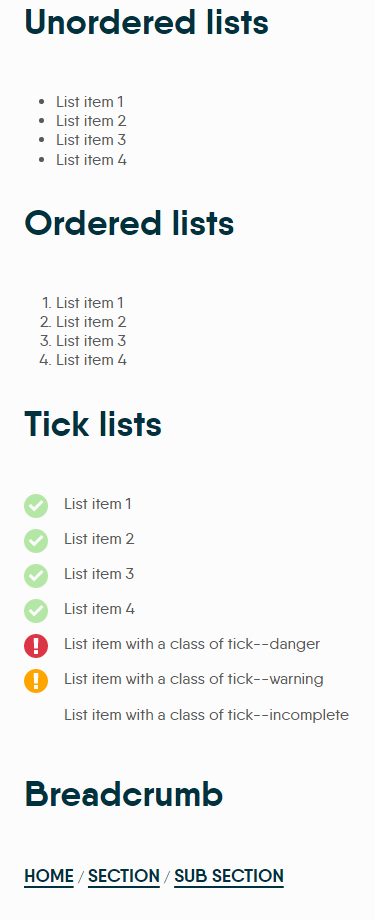 Unordered lists
• List item 1
• List item 2
• List item 3
• List item 4
Ordered lists
1. List item 1
2. List item 2
3. List item 3
4. List item 4
Tick lists
List item 1
List item 2
List item 3
List item 4
List item with a class of tick--danger
List item with a class of tick--warning
List item with a class of tick--incomplete
Breadcrumb
HOME / SECTION / SUB SECTION